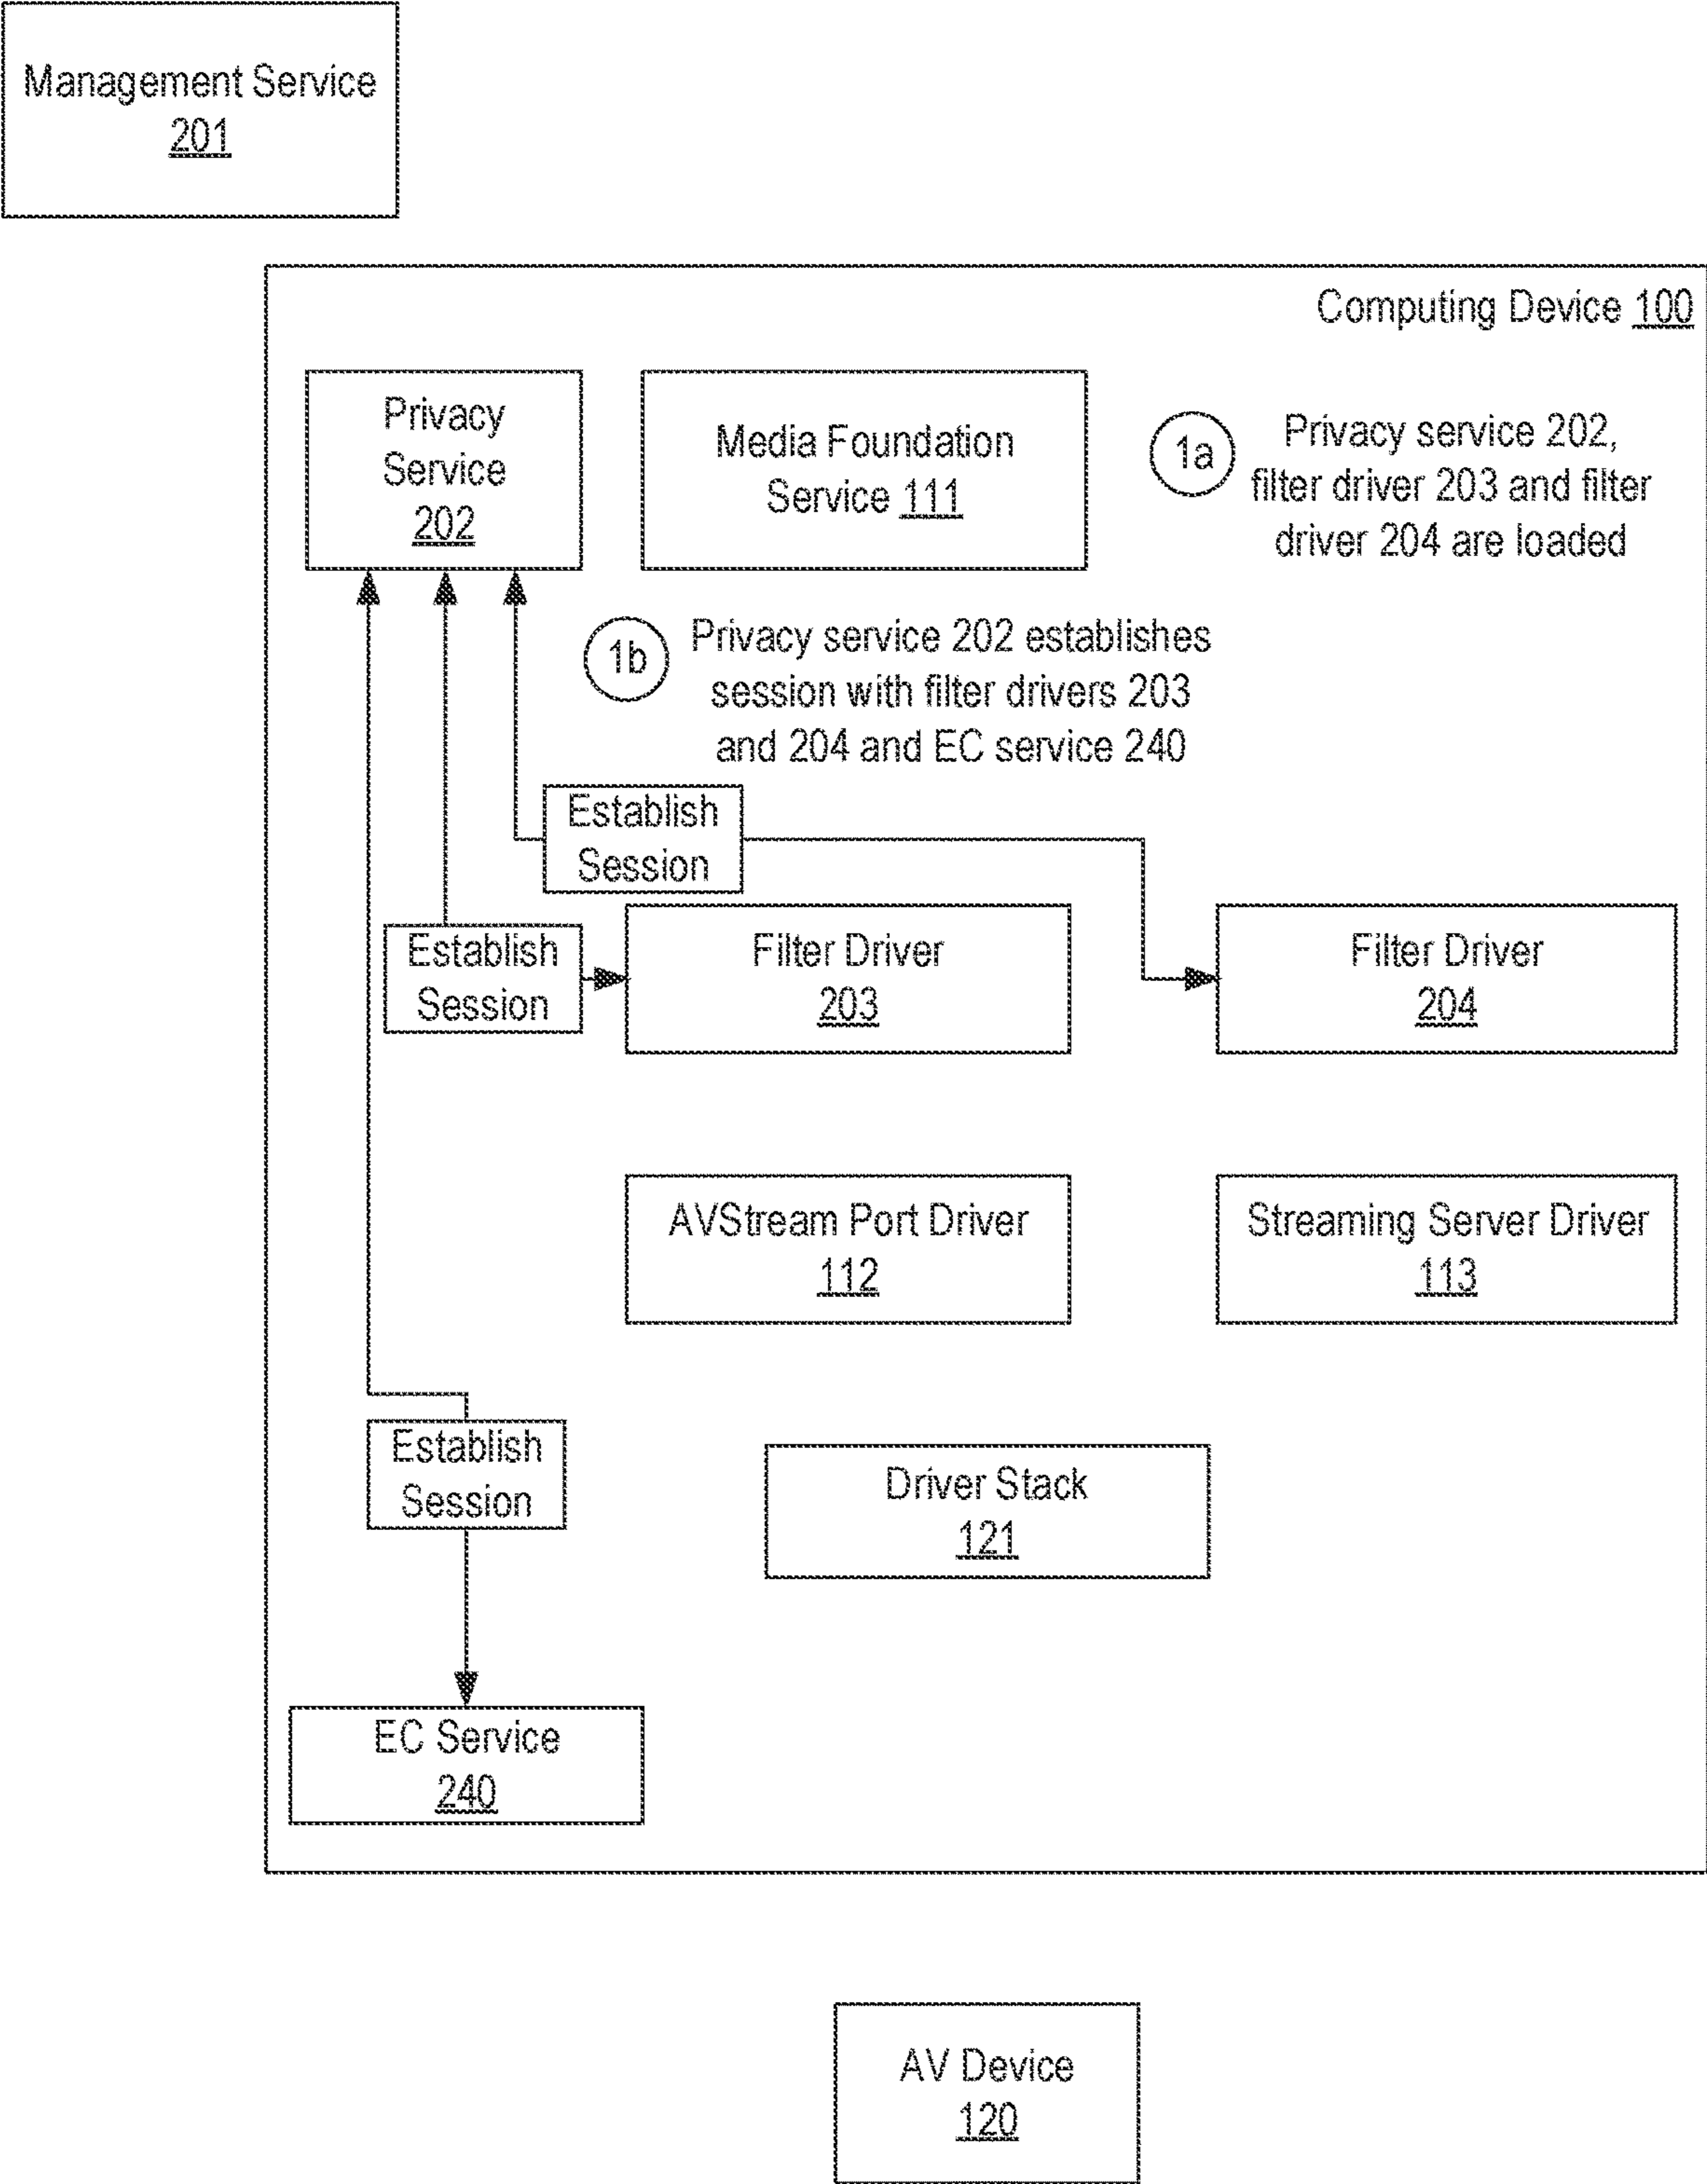 Management Service
201
Computing Device 100
Privacy
Service
202
Media Foundation
Service 111
1a
Privacy service 202,
filter driver 203 and filter
driver 204 are loaded
1b
Privacy service 202 establishes
session with filter drivers 203
and 204 and EC service 240
Establish
Session
Establish
Session
Filter Driver
203
Filter Driver
204
AVStream Port Driver
112
Streaming Server Driver
113
Establish
Session
Driver Stack
121
EC Service
240
AV Device
120